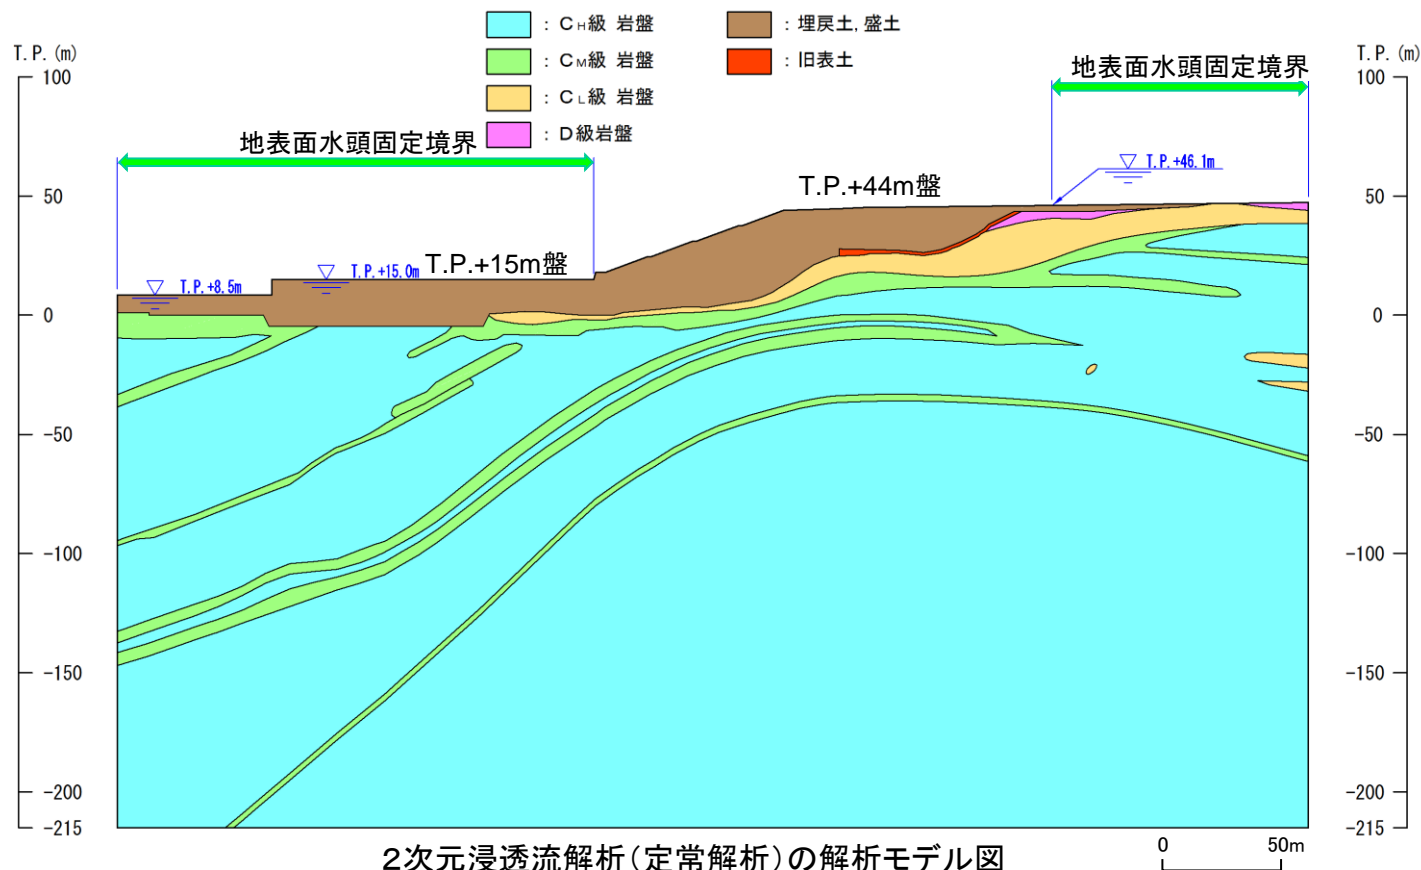 ：ＣH級 岩盤
：埋戻土, 盛土
：ＣM級 岩盤
：旧表土
：ＣL級 岩盤
：Ｄ級岩盤
T.P.(m)
T.P.(m)
100
50
0
-50
-100
-150
-200
-215
100
50
0
-50
-100
-150
-200
-215
地表面水頭固定境界
地表面水頭固定境界
T.P.+46.1m
T.P.+44m盤
T.P.+15m盤
T.P.+15.0m
T.P.+8.5m
２次元浸透流解析（定常解析）の解析モデル図
0 50m